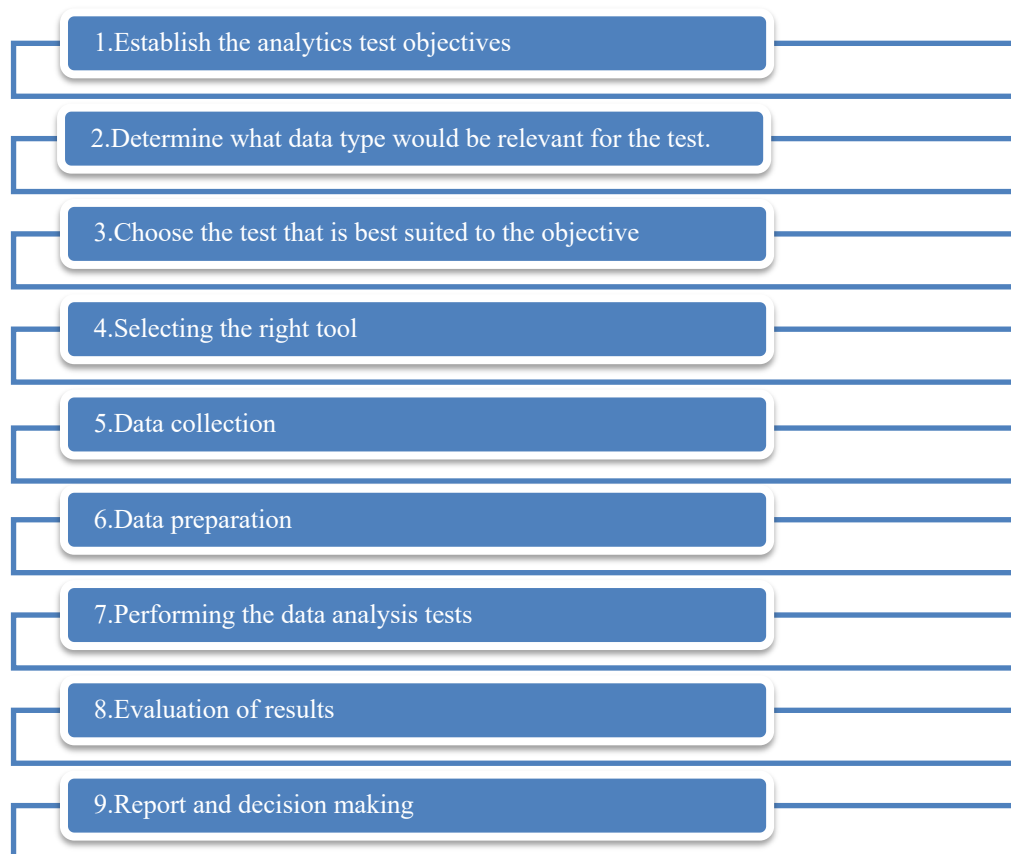 1.Establish the analytics test objectives
2.Determine what data type would be relevant for the test.
3.Choose the test that is best suited to the objective
4.Selecting the right tool
5.Data collection
6.Data preparation
7.Performing the data analysis tests
8.Evaluation of results
9.Report and decision making